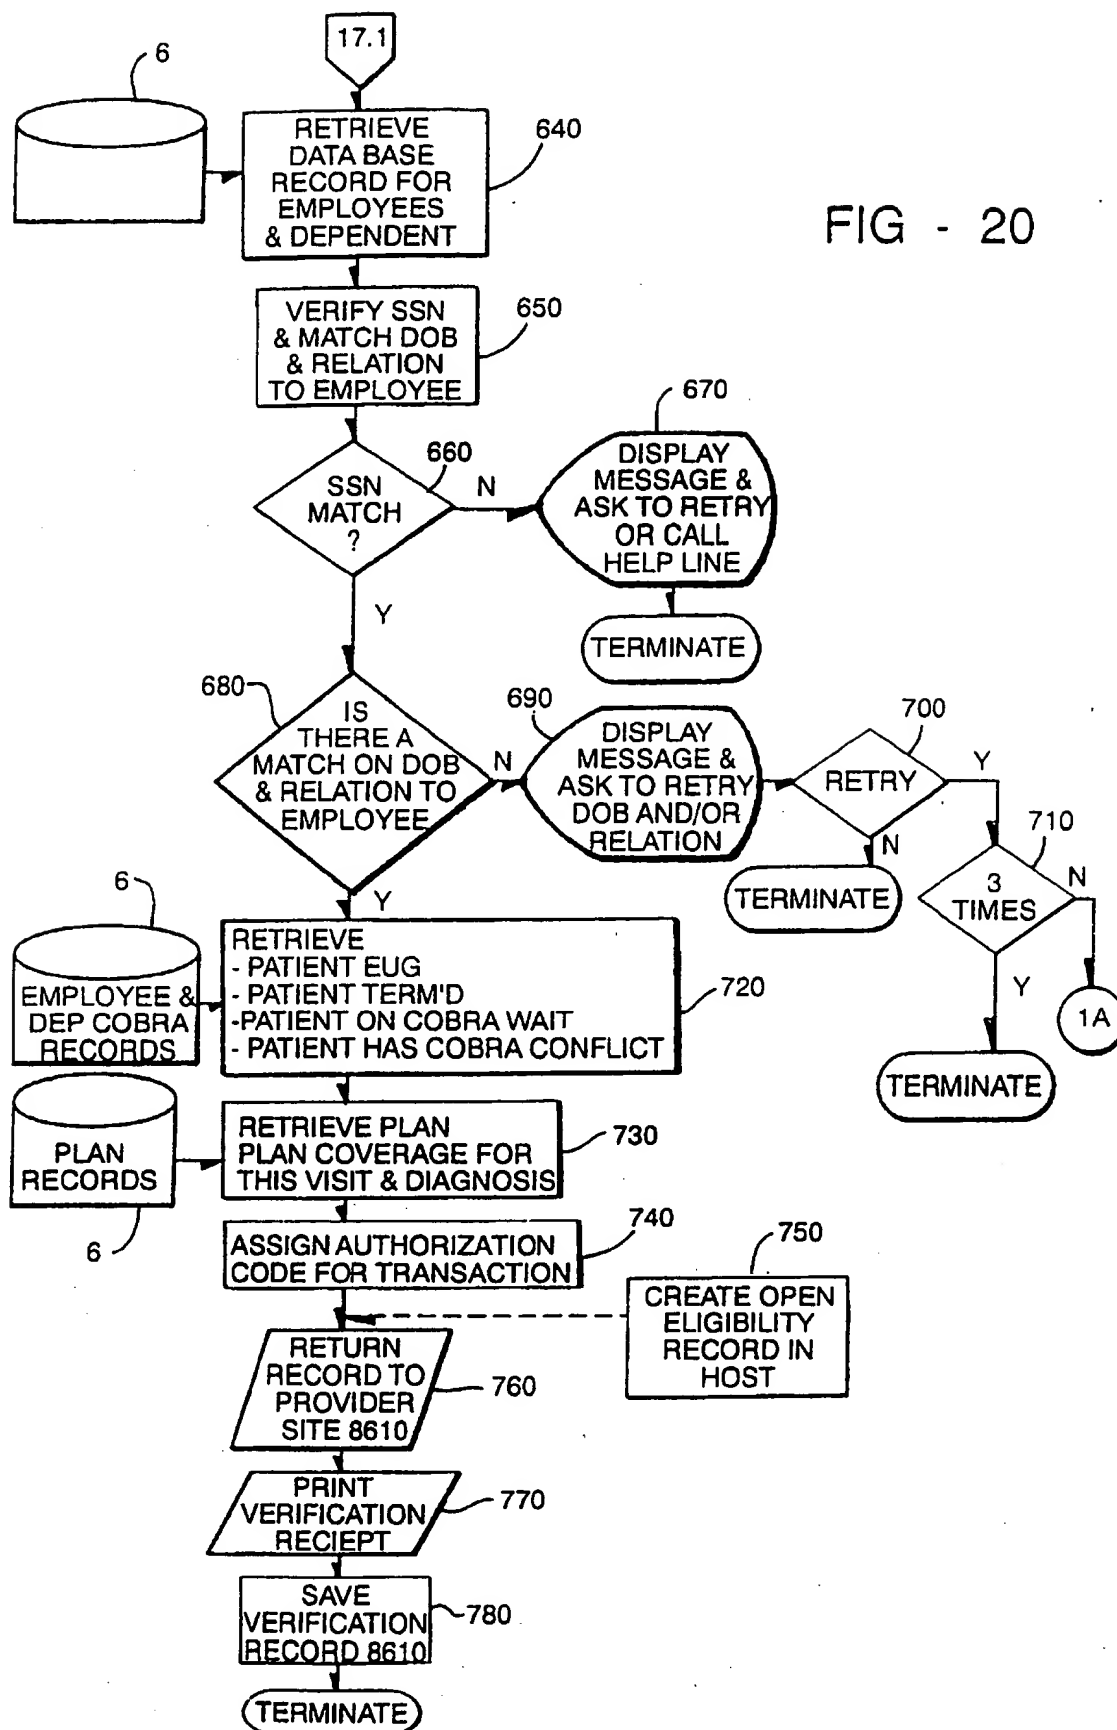 17.1
6
RETRIEVE
DATA BASE
RECORD FOR
EMPLOYEES
& DEPENDENT
640
FIG - 20
VERIFY SSN
& MATCH DOB
& RELATION
TO EMPLOYEE
650
SSN
MATCH
?
660
N
Y
670
DISPLAY
MESSAGE &
ASK TO RETRY
OR CALL
HELP LINE
TERMINATE
680
IS
THERE A
MATCH ON DOB
& RELATION TO
EMPLOYEE
N
Y
690
DISPLAY
MESSAGE &
ASK TO RETRY
DOB AND/OR
RELATION
700
RETRY
Y
N
TERMINATE
710
3
TIMES
N
Y
1A
TERMINATE
6
EMPLOYEE &
DEP COBRA
RECORDS
RETRIEVE
- PATIENT EUG
- PATIENT TERM'D
-PATIENT ON COBRA WAIT
- PATIENT HAS COBRA CONFLICT
720
PLAN
RECORDS
6
RETRIEVE PLAN
PLAN COVERAGE FOR
THIS VISIT & DIAGNOSIS
730
ASSIGN AUTHORIZATION
CODE FOR TRANSACTION
740
750
CREATE OPEN
ELIGIBILITY
RECORD IN
HOST
RETURN
RECORD TO
PROVIDER
SITE 8610
760
PRINT
VERIFICATION
RECIEPT
770
SAVE
VERIFICATION
RECORD 8610
780
TERMINATE